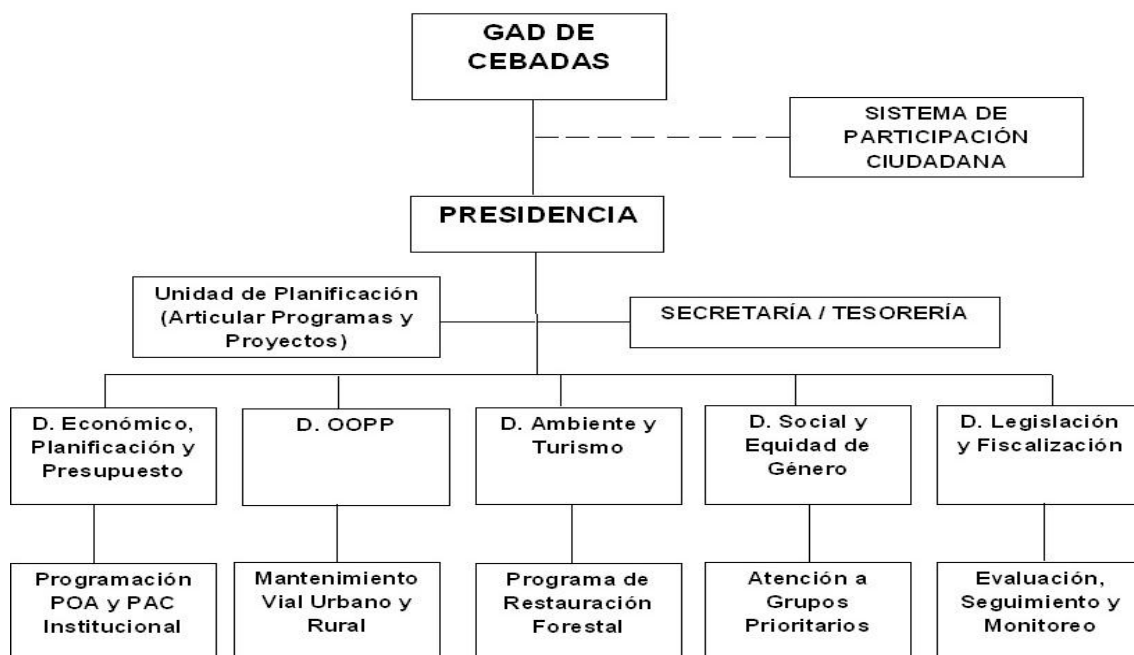 GAD DE
CEBADAS
SISTEMA DE
PARTICIPACIÓN
CIUDADANA
PRESIDENCIA
Unidad de Planificación
(Articular Programas y
Proyectos)
SECRETARÍA / TESORERÍA
D. Económico,
Planificación y
Presupuesto
D. OOPP
D. Ambiente y
Turismo
D. Social y
Equidad de
Género
D. Legislación
y Fiscalización
Programación
POA y PAC
Institucional
Mantenimiento
Vial Urbano y
Rural
Programa de
Restauración
Forestal
Atención a
Grupos
Prioritarios
Evaluación,
Seguimiento y
Monitoreo